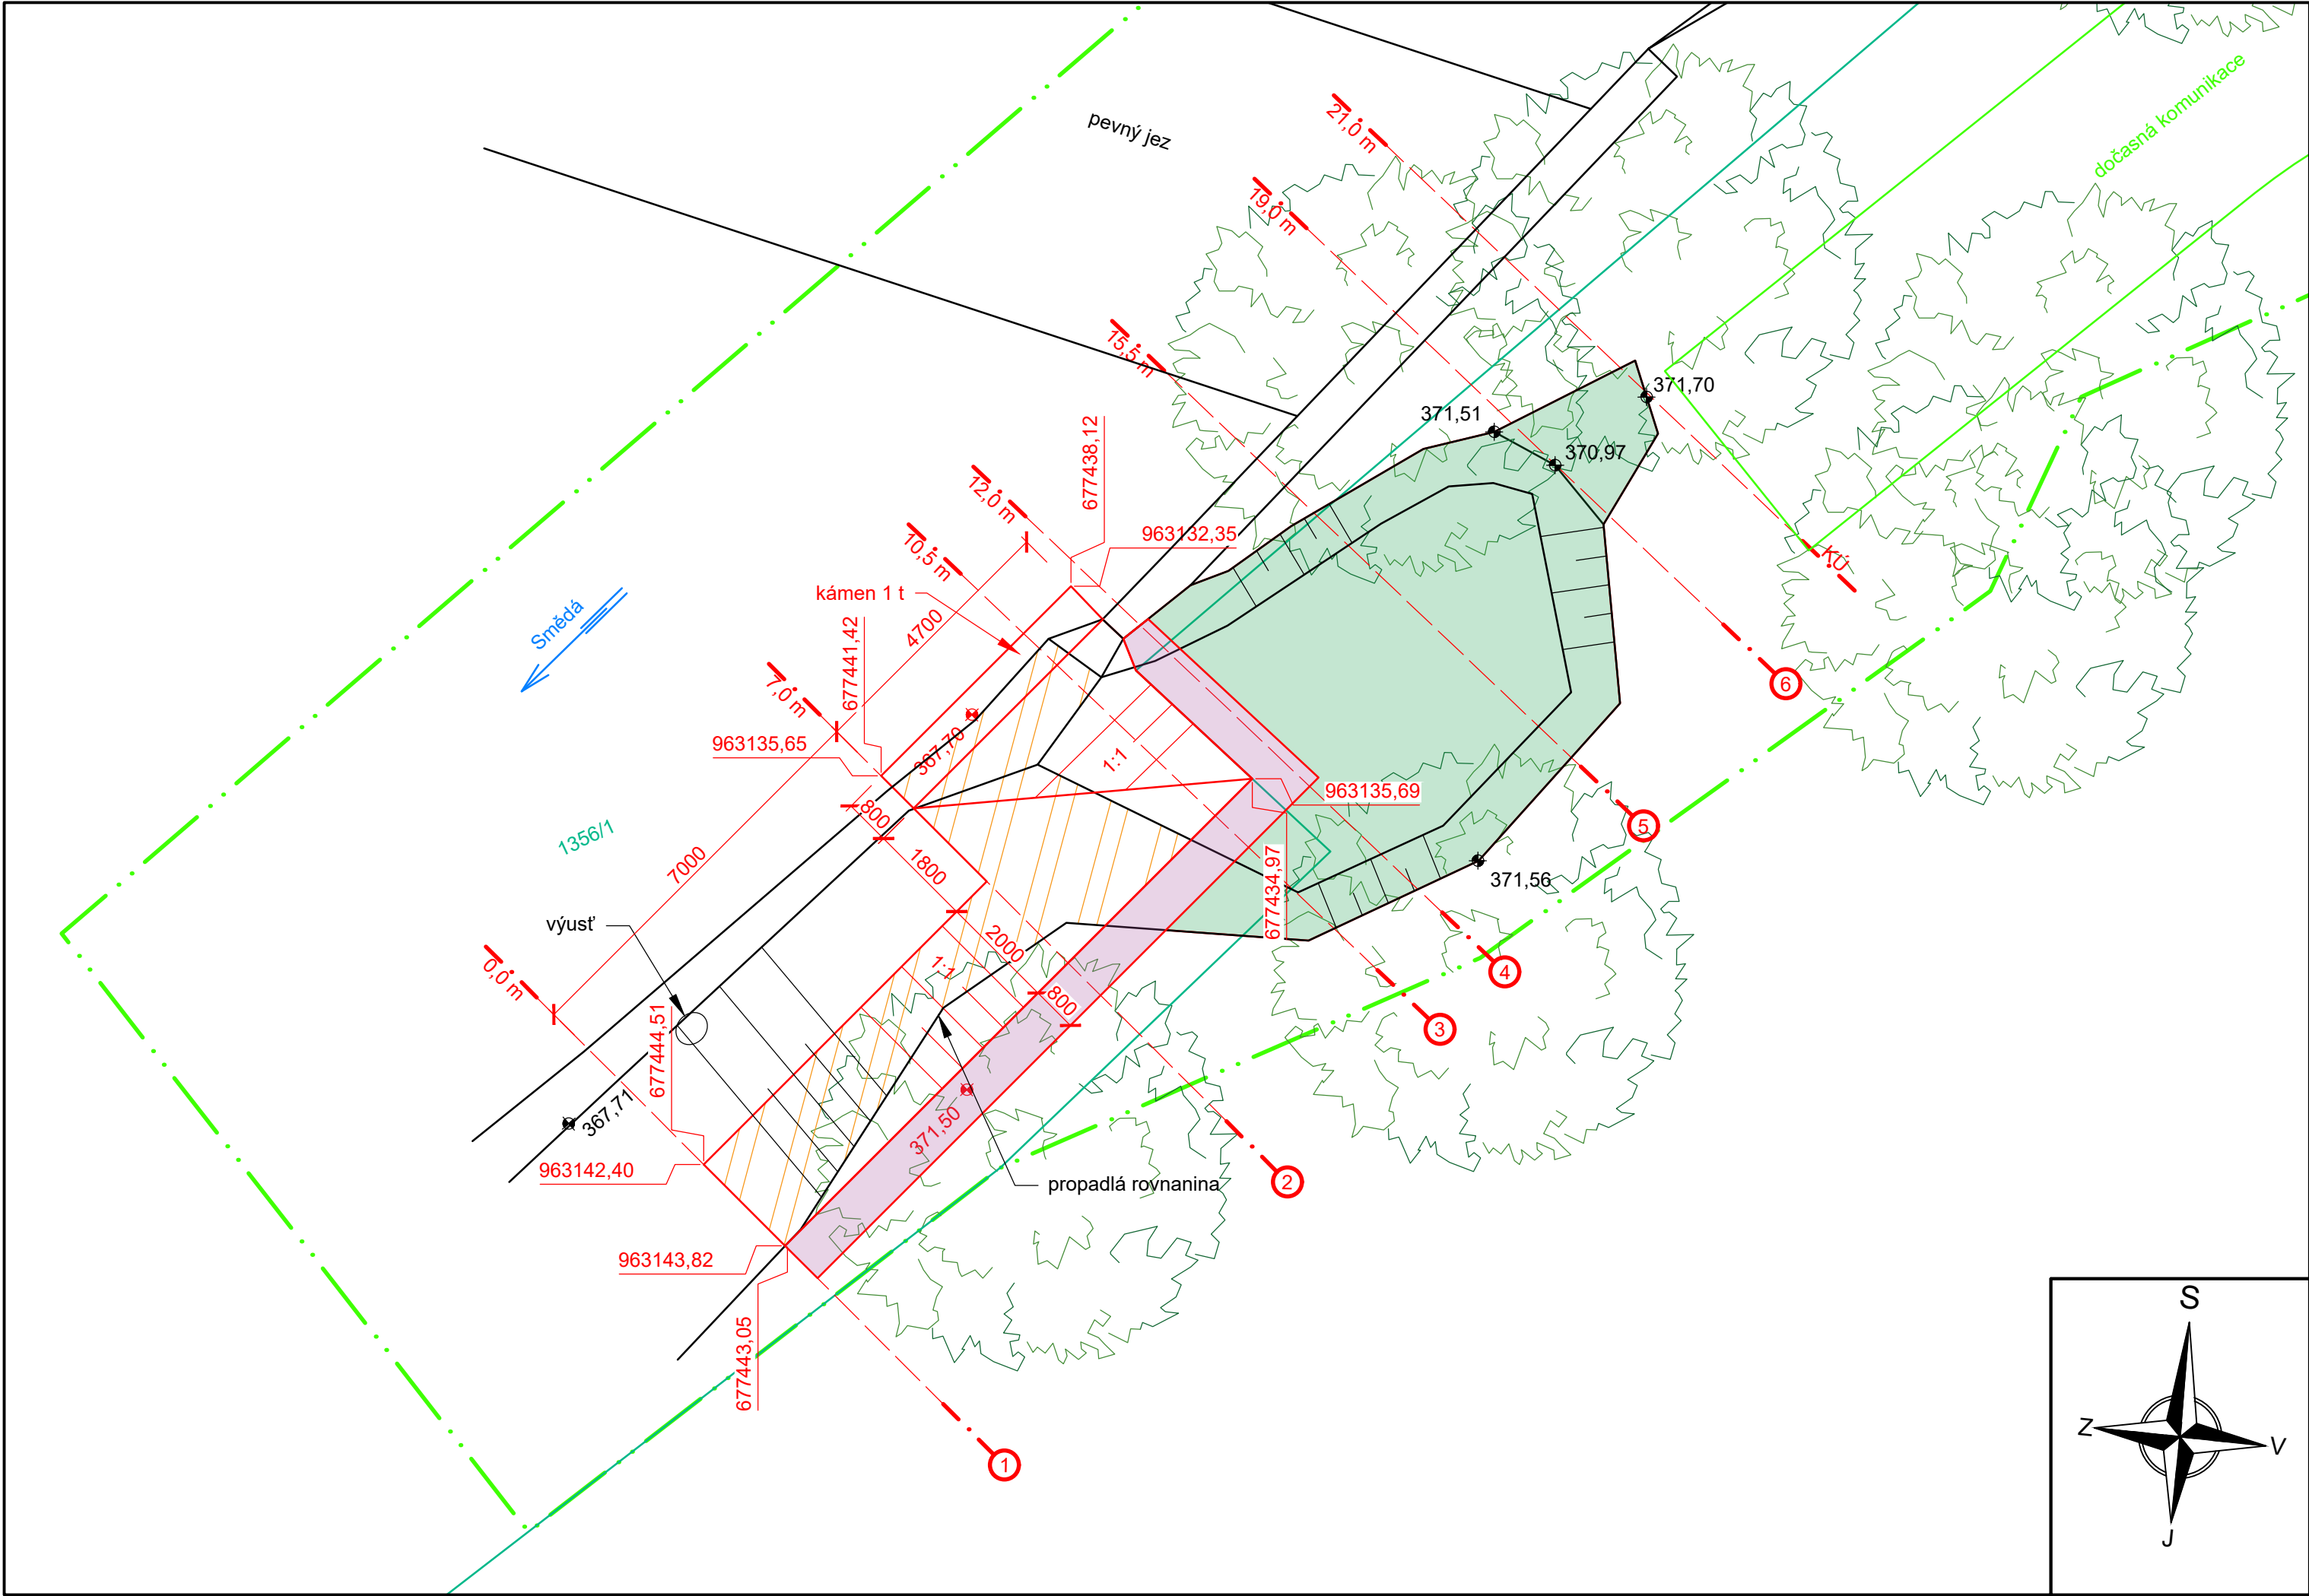 pevný jez
dočasná komunikace
21,0 m
19,0 m
15,5 m
12,0 m
10,5 m
7,0 m
0,0 m
KÚ
371,70
371,51
370,97
677438,12
963132,35
kámen 1 t
4700
677441,42
Smědá
963135,65
367,70
1:1
963135,69
800
1800
7000
1356/1
371,56
677434,97
výusť
2000
1:1
800
677444,51
367,71
371,50
963142,40
propadlá rovnanina
963143,82
677443,05
6
5
4
3
2
1
S
Z
V
J